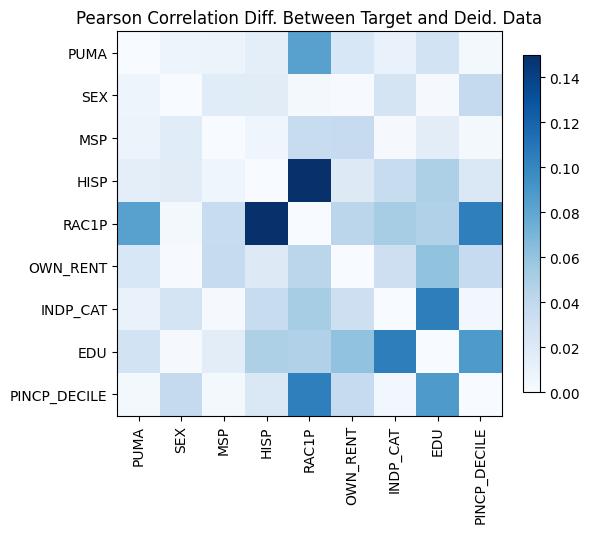 Pearson Correlation Diff. Between Target and Deid. Data
PUMA
SEX
MSP
HISP
RAC1P
OWN_RENT
INDP_CAT
EDU
PINCP_DECILE
PUMA
SEX
MSP
HISP
RAC1P
OWN_RENT
INDP_CAT
EDU
PINCP_DECILE
0.14
0.12
0.10
0.08
0.06
0.04
0.02
0.00